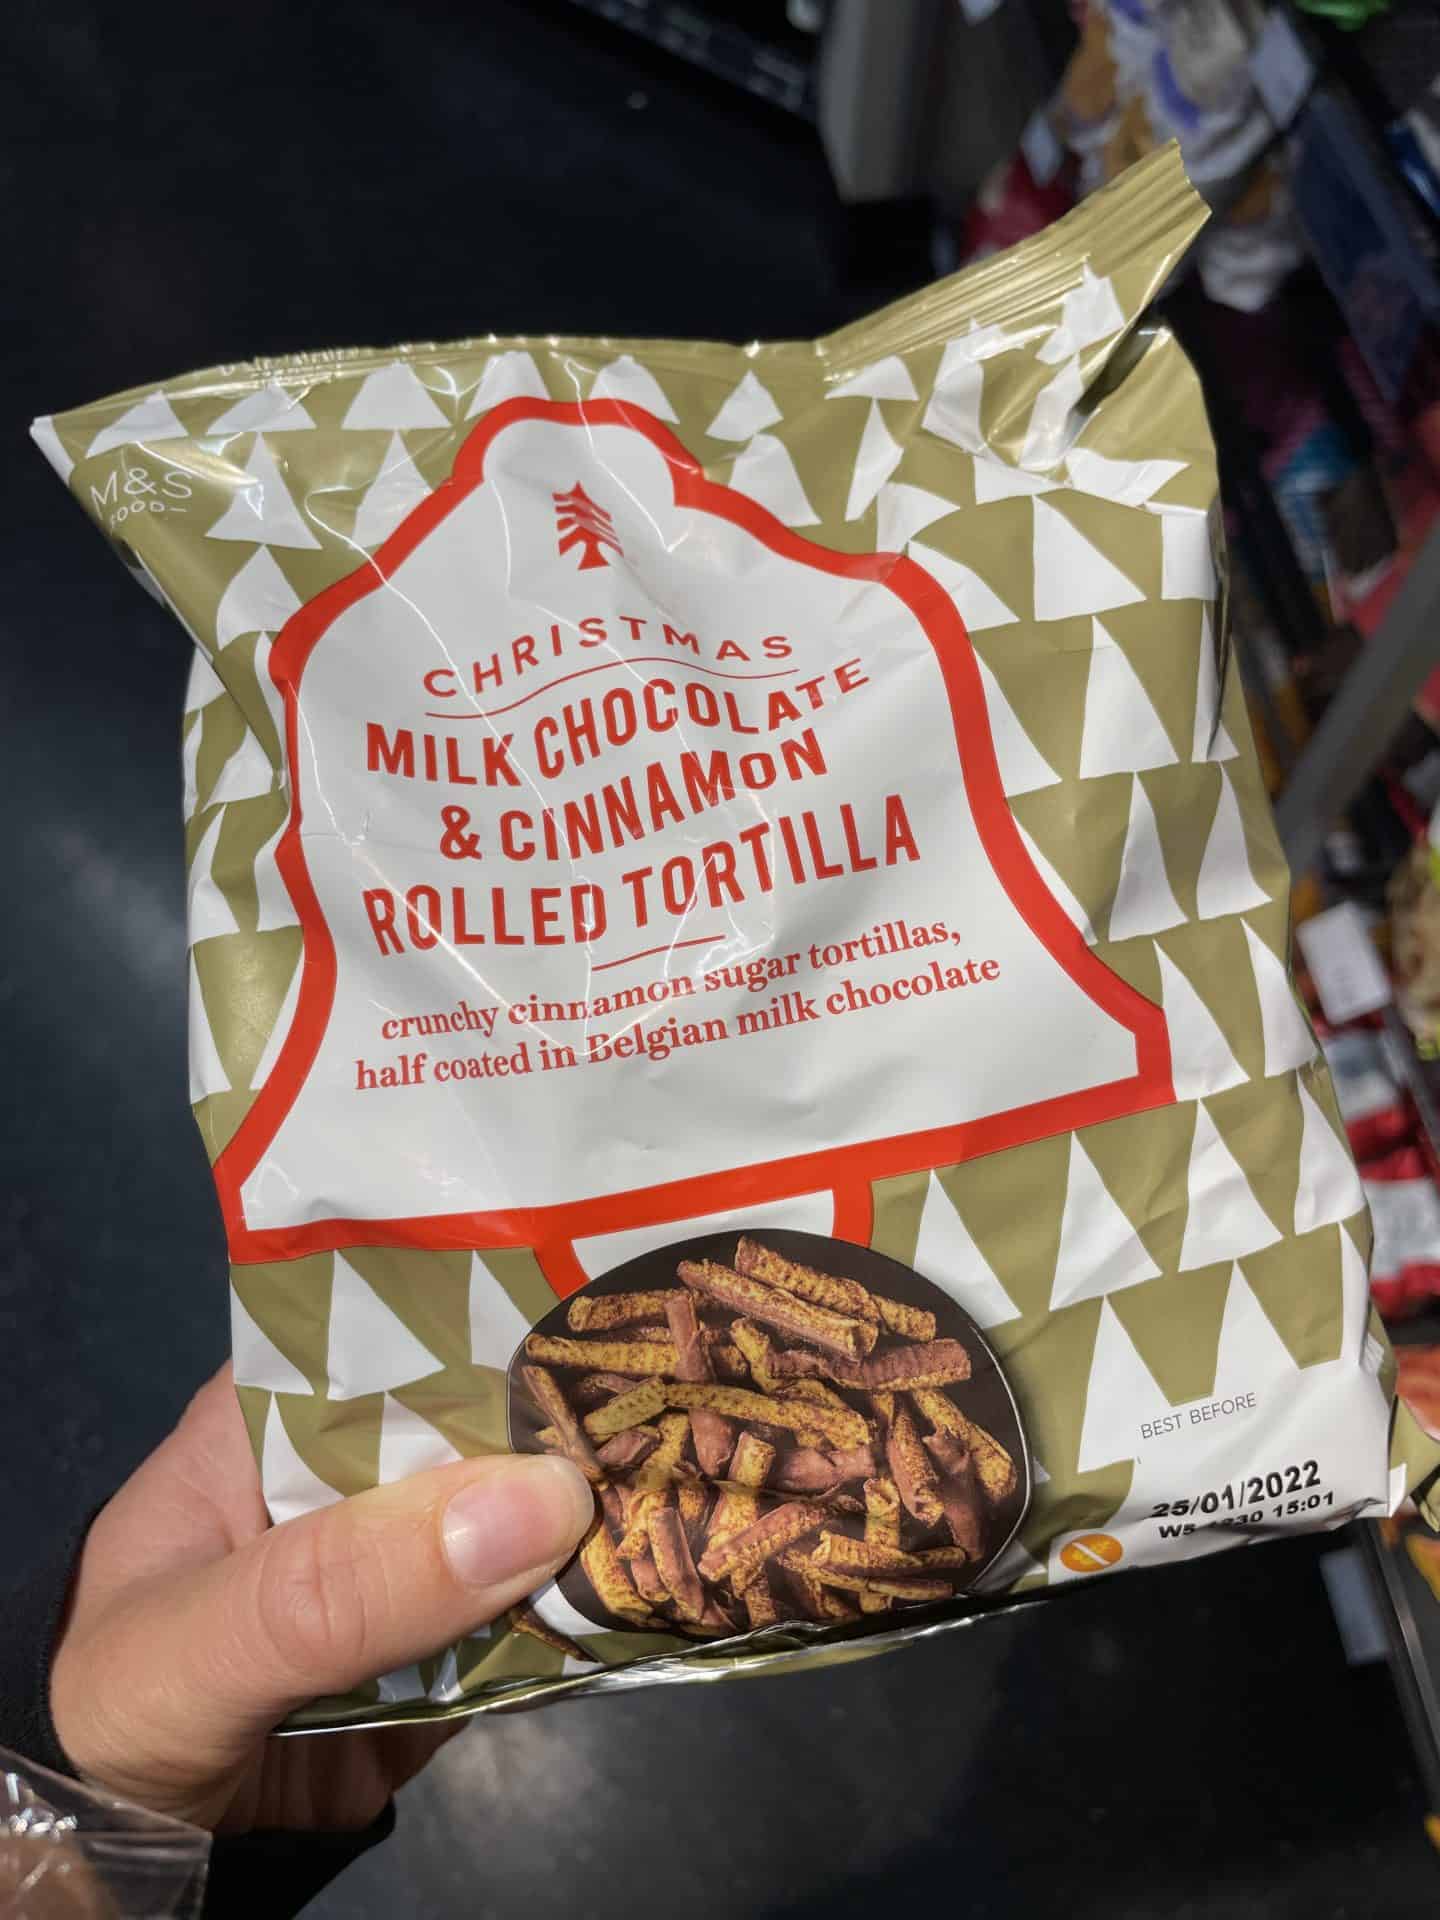 M&S
FOOD
CHRISTMAS
MILK CHOCOLATE
& CINNAMON
ROLLED TORTILLA
crunchy cinnamon sugar tortillas,
half coated in Belgian milk chocolate
BEST BEFORE
25/01/2022
W5 15:01